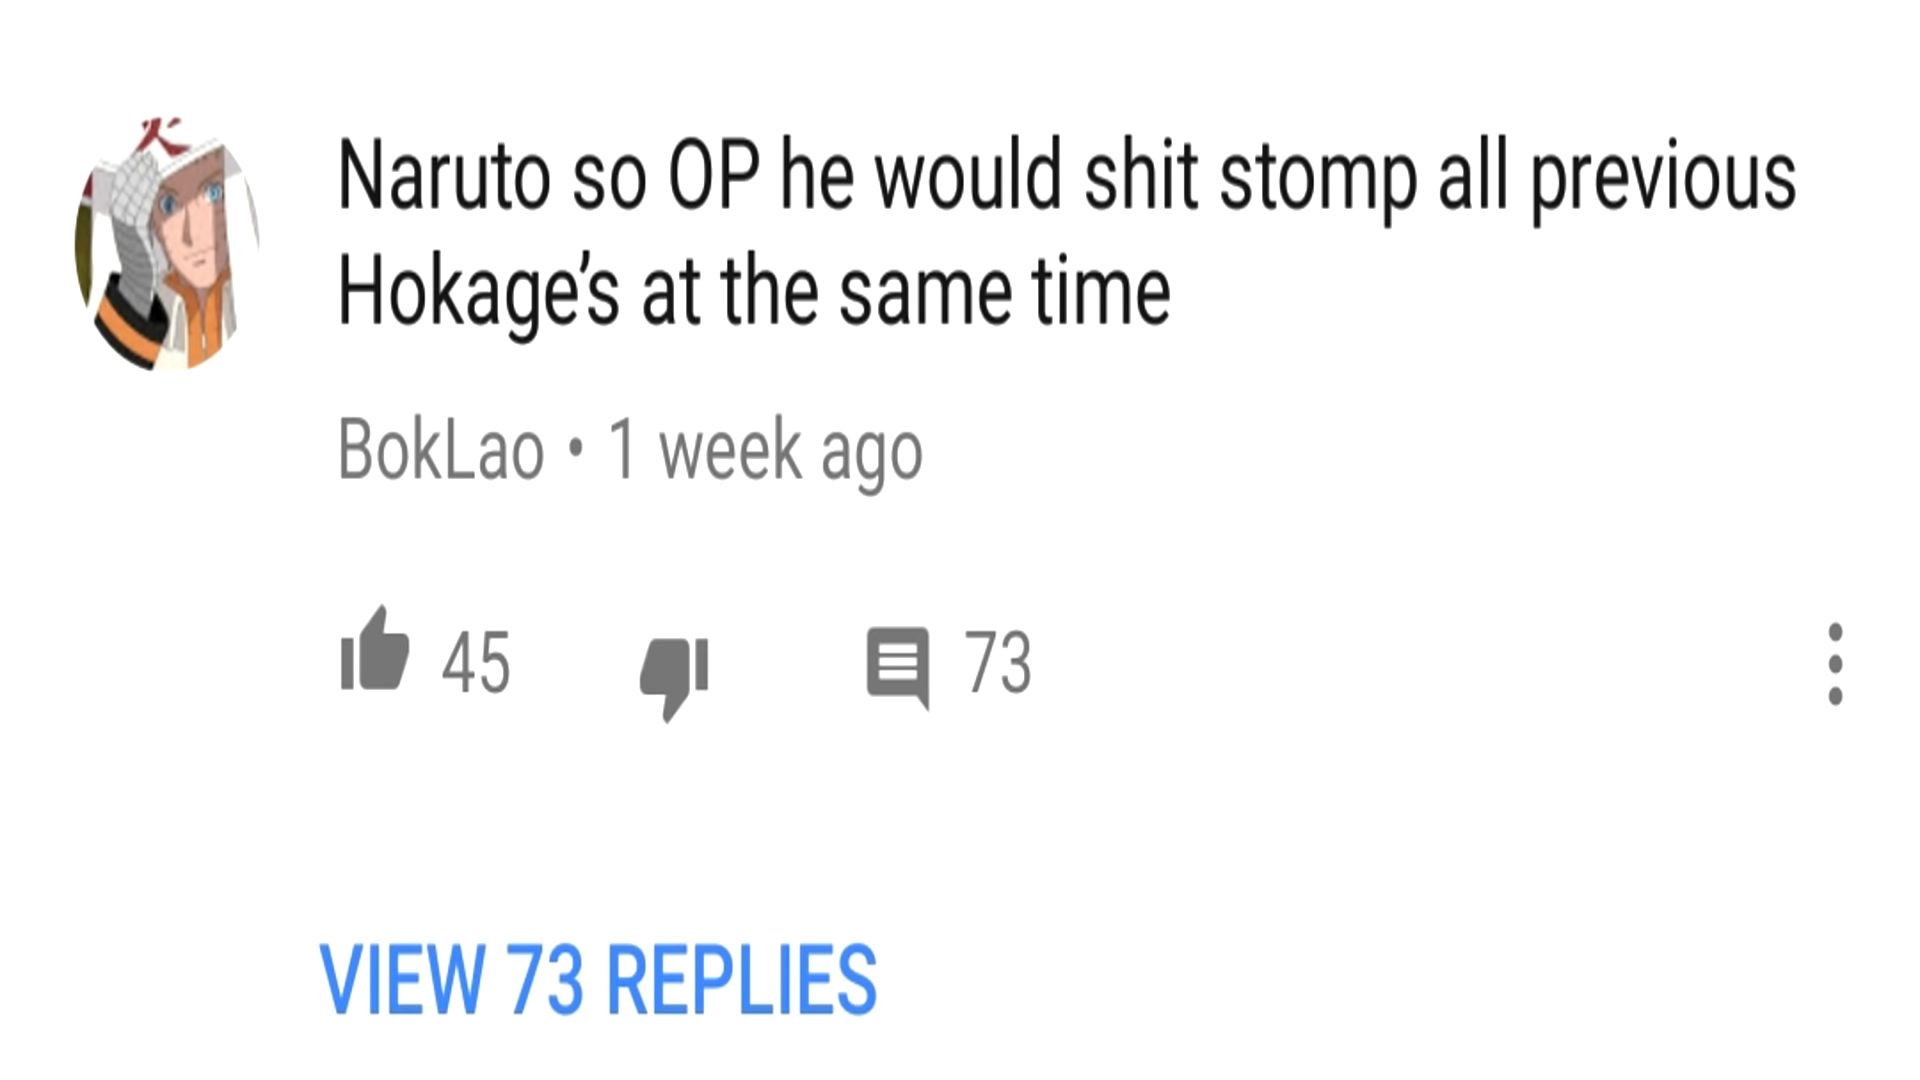 火
Naruto so OP he would shit stomp all previous
Hokage’s at the same time
BokLao • 1 week ago
45 73
VIEW 73 REPLIES